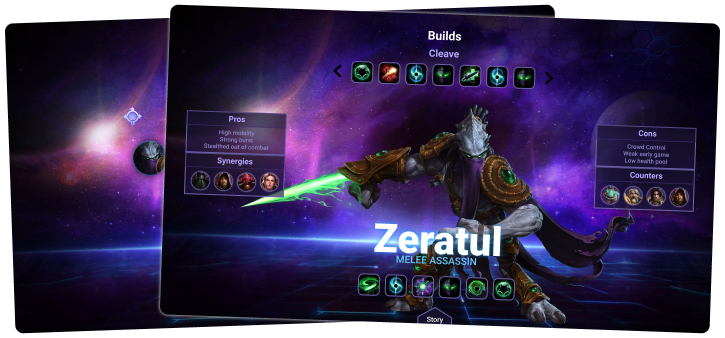 Builds
Cleave
Pros
High mobility
Strong burst
Stealthed out of combat
Synergies
Cons
Crowd Control
Weak early game
Low health pool
Counters
Zeratul
MELEE ASSASSIN
Story